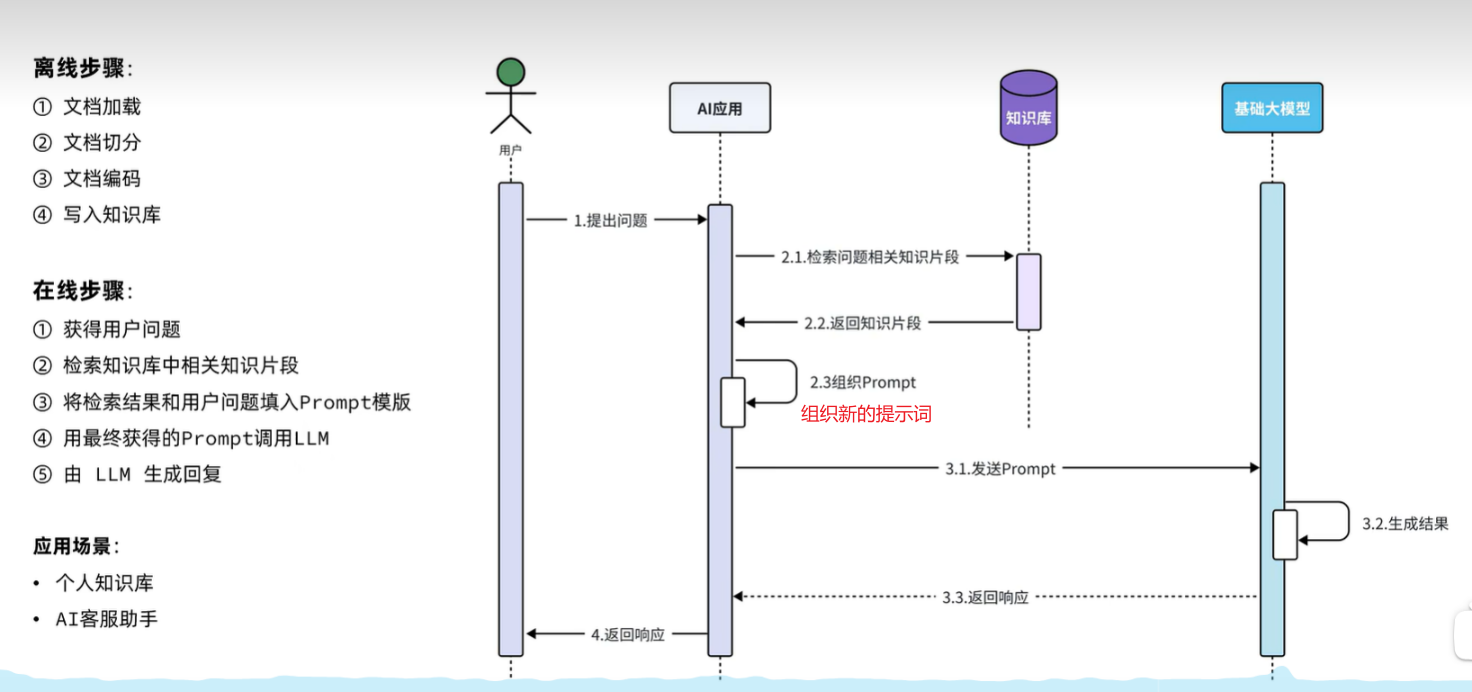 离线步骤:
① 文档加载
② 文档切分
③ 文档编码
④ 写入知识库
在线步骤:
① 获得用户问题
② 检索知识库中相关知识片段
③ 将检索结果和用户问题填入Prompt模版
④ 用最终获得的Prompt调用LLM
⑤ 由 LLM 生成回复
应用场景:
• 个人知识库
• AI客服助手
用户
AI应用
知识库
基础大模型
1.提出问题
2.1.检索问题相关知识片段
2.2.返回知识片段
2.3组织Prompt
组织新的提示词
3.1.发送Prompt
3.2.生成结果
3.3.返回响应
4.返回响应